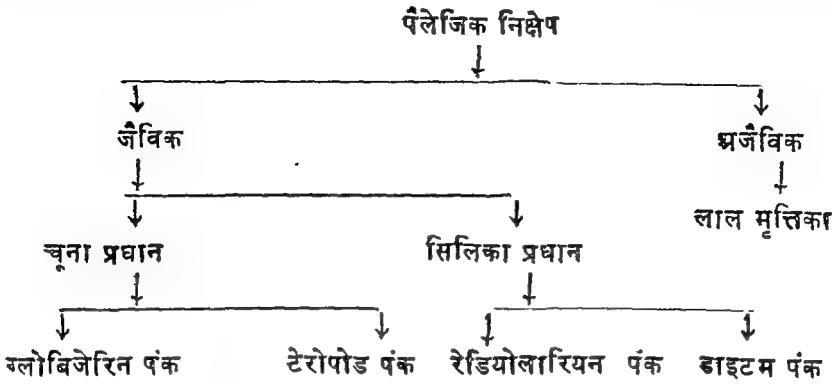 पैलेजिक निक्षेप
जैविक अजैविक
लाल मृत्तिका
चूना प्रधान सिलिका प्रधान
ग्लोबिजेरिन पंक टेरोपोड पंक रेडियोलारियन पंक डाइटम पंक